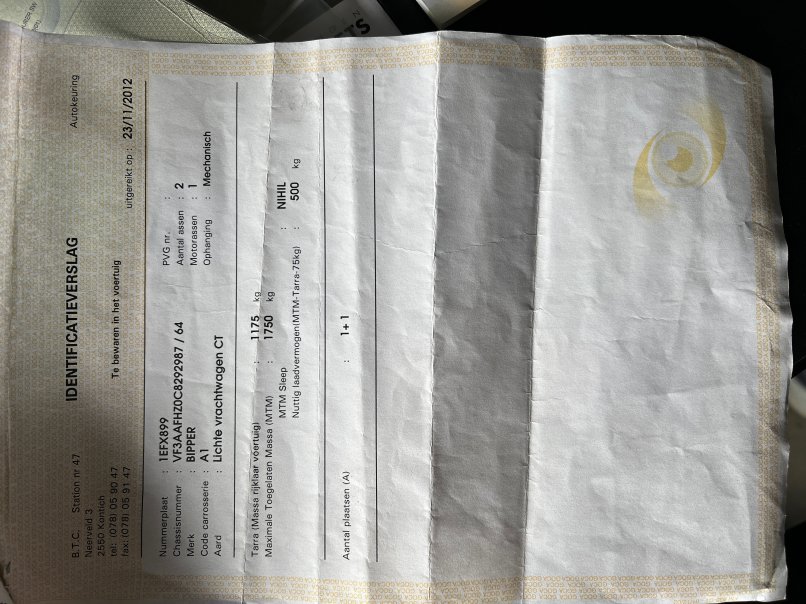 IDENTIFICATIEVERSLAG
B.T.C. Station nr 47
Autokeuring
Neerveld 3
2550 Kontich
tel: (078) 05 90 47
fax: (078) 05 91 47
Te bewaren in het voertuig
uitgereikt op : 23/11/2012
Nummerplaat : 1EFX899
Chassisnummer : VF3AAFHZ0C8292987 / 64
Merk : BIPPER
Code carrosserie : A1
Aard : Lichte vrachtwagen CT
PVG nr. :
Aantal assen : 2
Motorassen : 1
Ophanging : Mechanisch
Tarra (Massa rijklaar voertuig) : 1175 kg
Maximale Toegelaten Massa (MTM) : 1750 kg
MTM Sleep : NIHIL
Nuttig laadvermogen(MTM-Tarra-75kg) : 500 kg
Aantal plaatsen (A) : 1+ 1